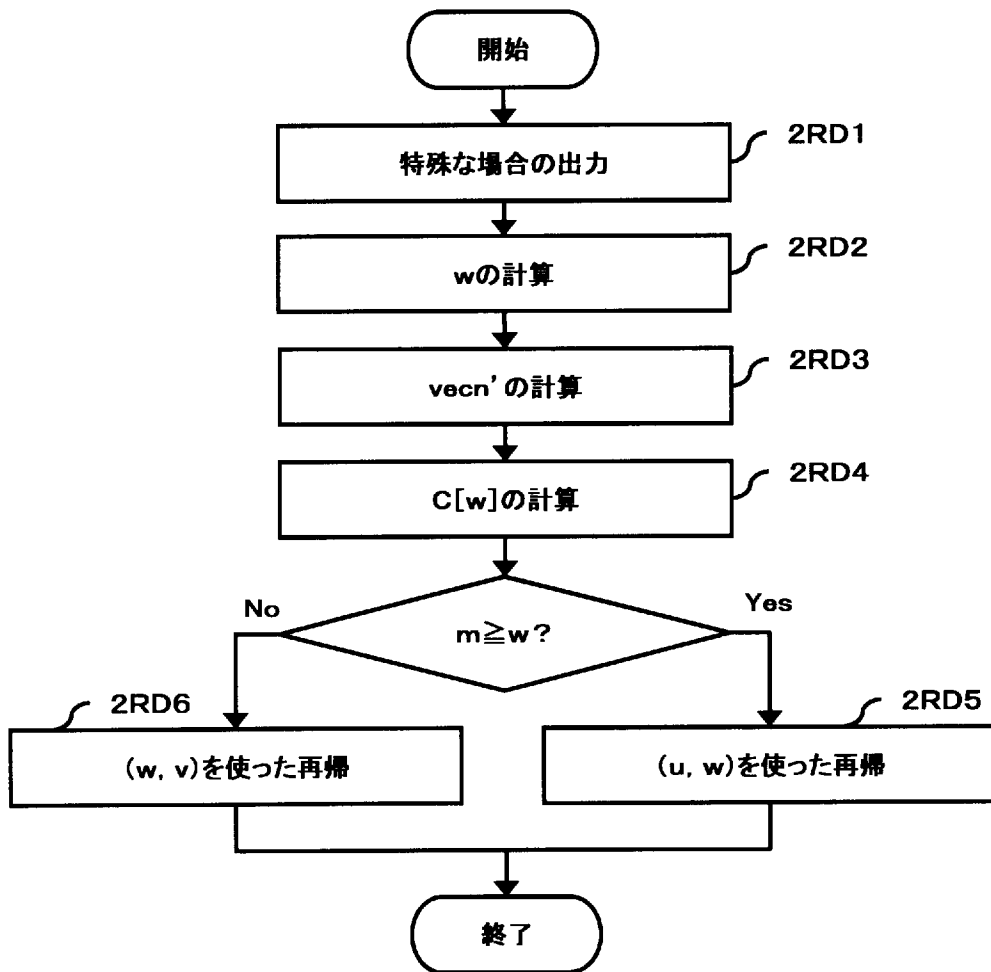 開始
特殊な場合の出力
2RD1
wの計算
2RD2
vecn'の計算
2RD3
C[w]の計算
2RD4
m≧w?
No
Yes
2RD6
(w, v)を使った再帰
2RD5
(u, w)を使った再帰
終了